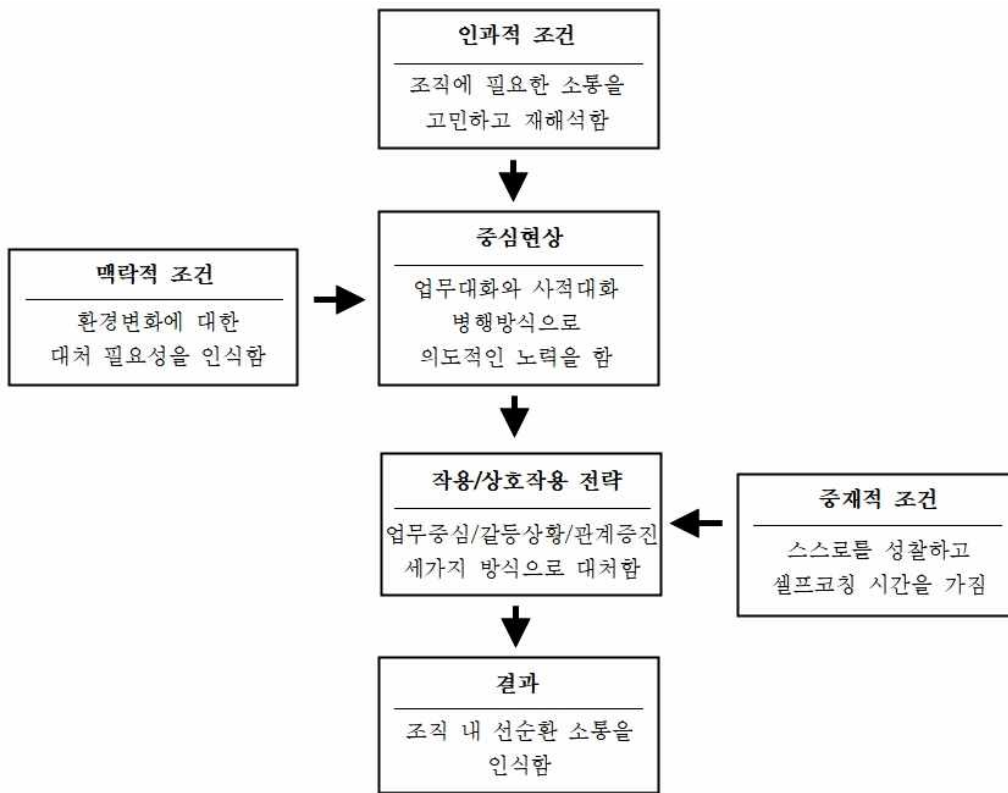 인과적 조건
조직에 필요한 소통을
고민하고 재해석함
중심현상
업무대화와 사적대화
병행방식으로
의도적인 노력을 함
맥락적 조건
환경변화에 대한
대처 필요성을 인식함
작용/상호작용 전략
업무중심/갈등상황/관계증진
세가지 방식으로 대처함
중재적 조건
스스로를 성찰하고
셀프코칭 시간을 가짐
결과
조직 내 선순환 소통을
인식함